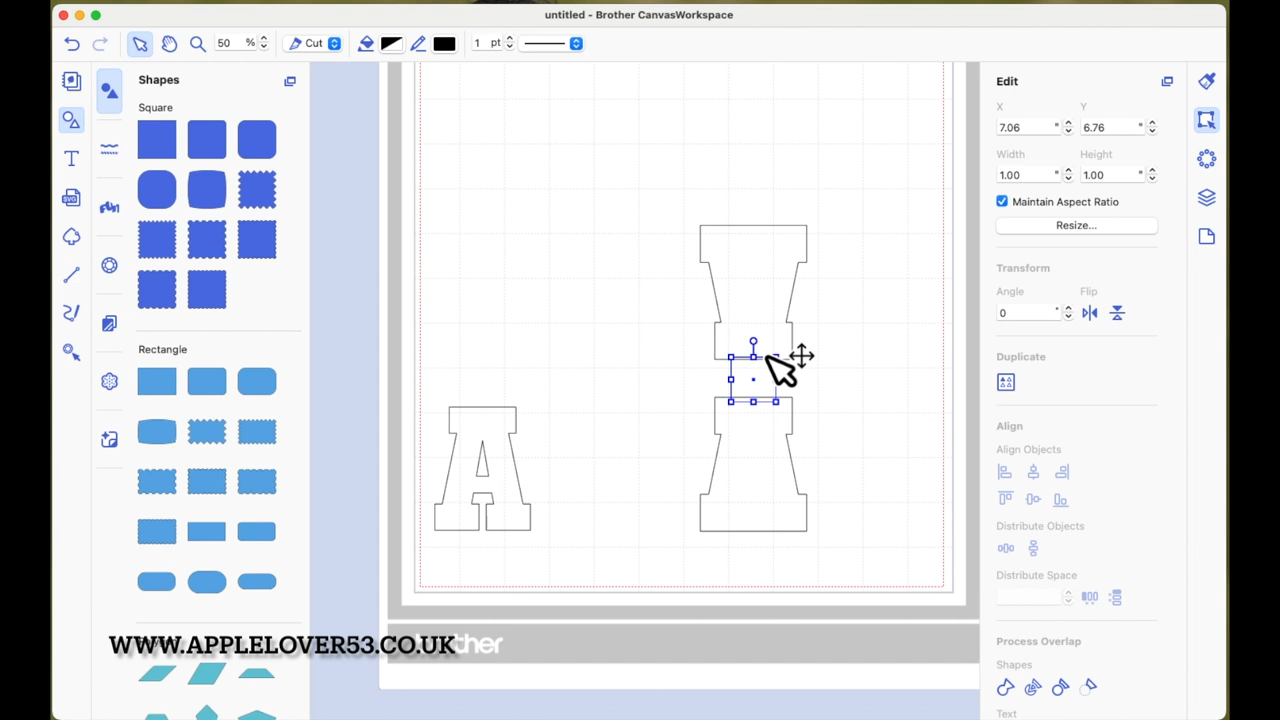 untitled - Brother CanvasWorkspace
50 %
Cut
1 pt
Shapes
Square
Rectangle
WWW.APPLELOVER53.CO.UK
A
Edit
X Y
7.06 " 6.76 "
Width Height
1.00 " 1.00 "
Maintain Aspect Ratio
Resize...
Transform
Angle Flip
0 °
Duplicate
Align
Align Objects
Distribute Objects
Distribute Space
Process Overlap
Shapes
Text